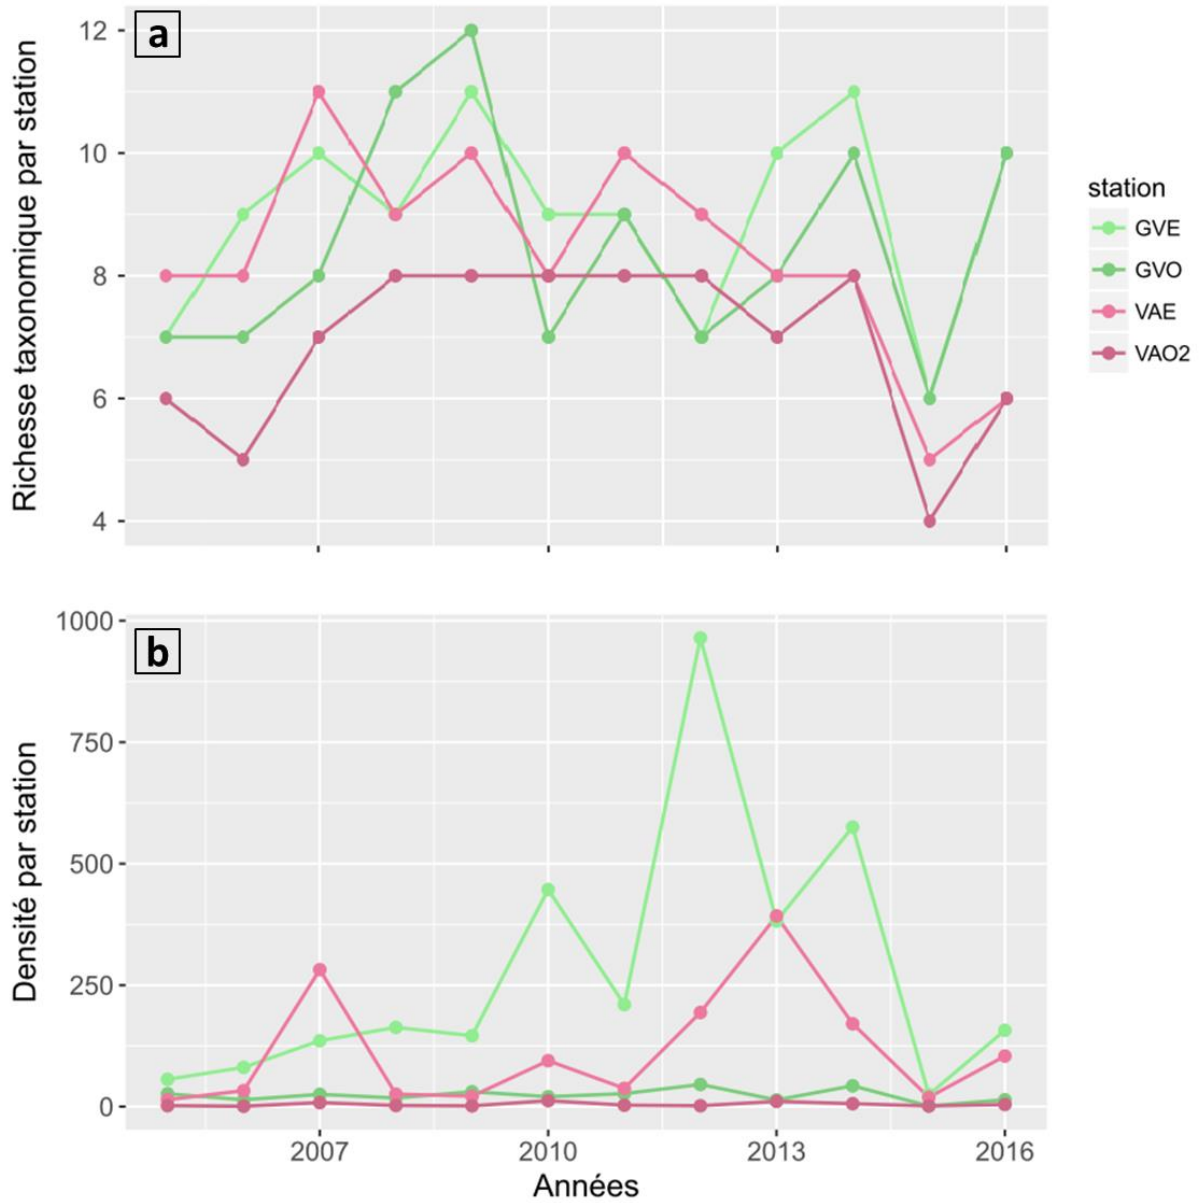 a
Richesse taxonomique par station
12
10
8
6
4
station
GVE
GVO
VAE
VAO2
b
Densité par station
1000
750
500
250
0
2007 2010 2013 2016
Années